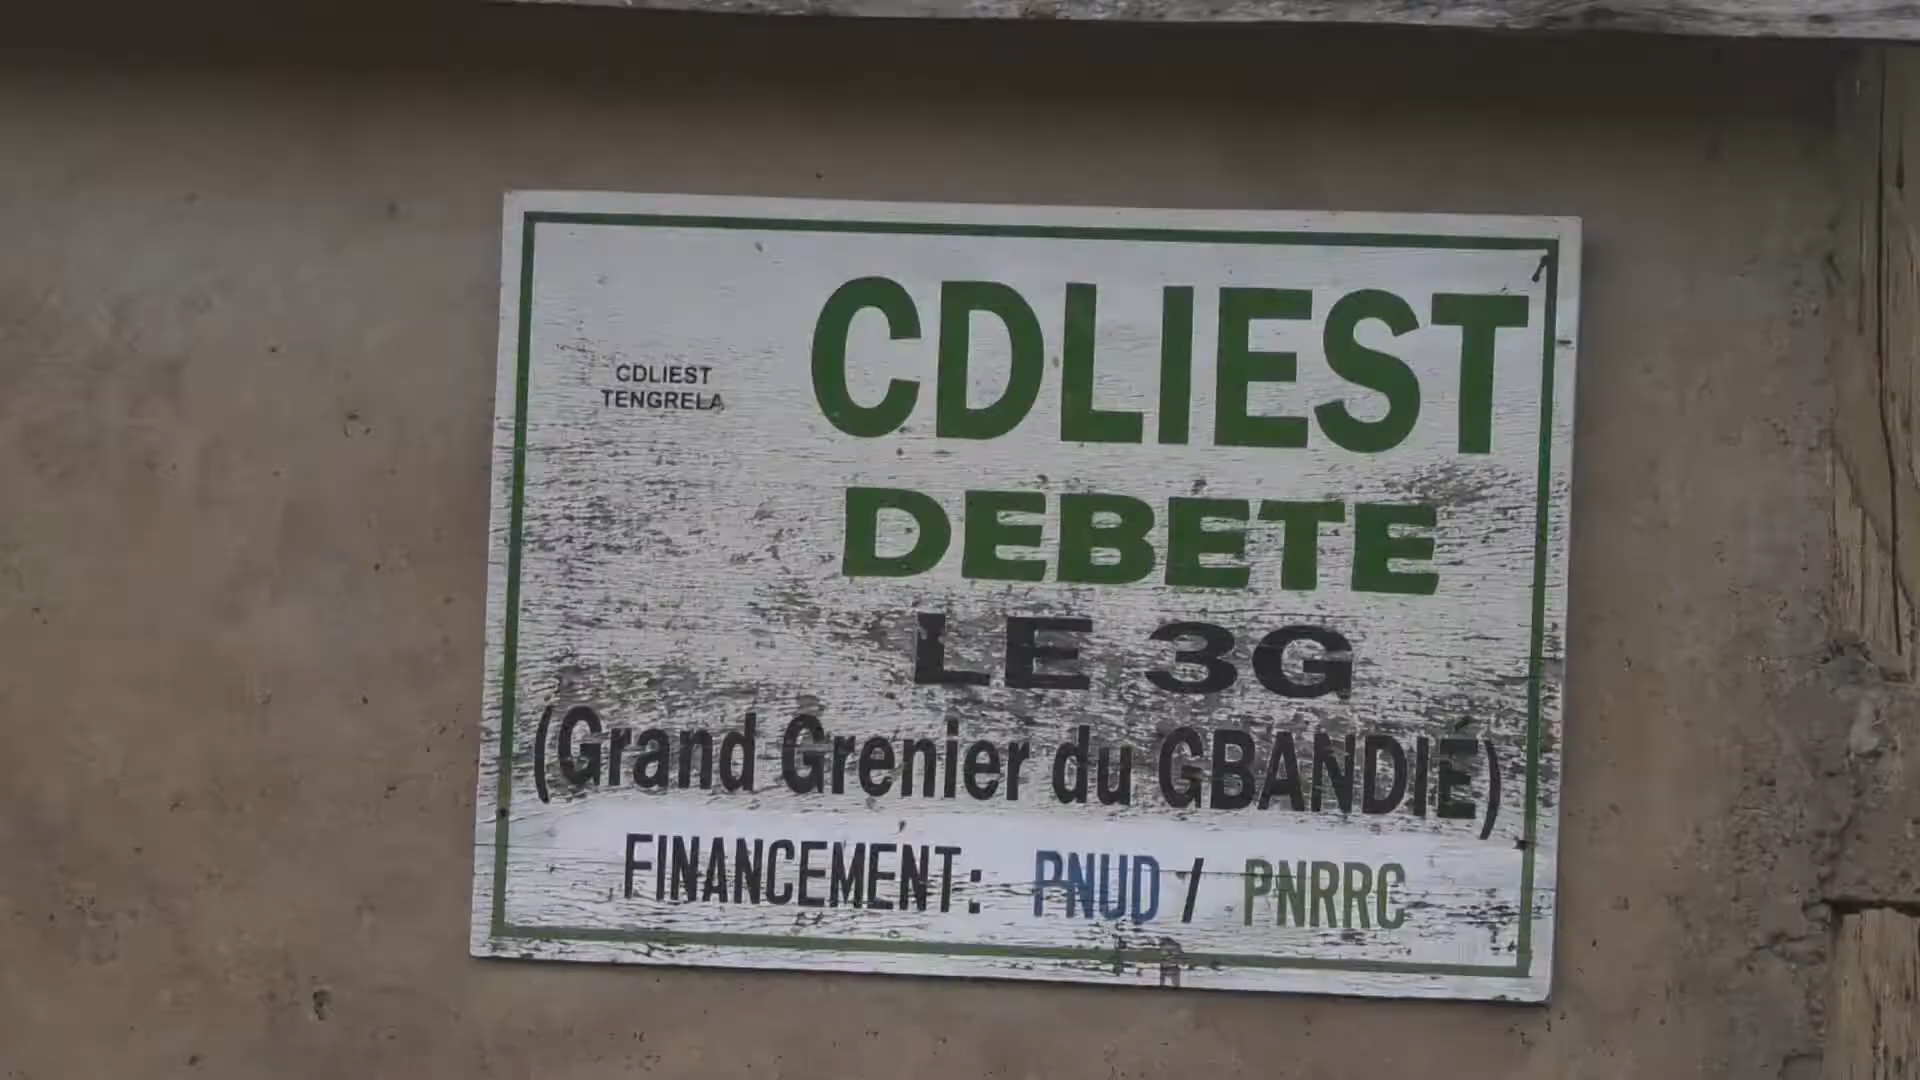 CDLIEST
TENGRELA
CDLIEST
DEBETE
LE 3G
(Grand Grenier du GBANDIÉ)
FINANCEMENT: PNUD / PNRRC